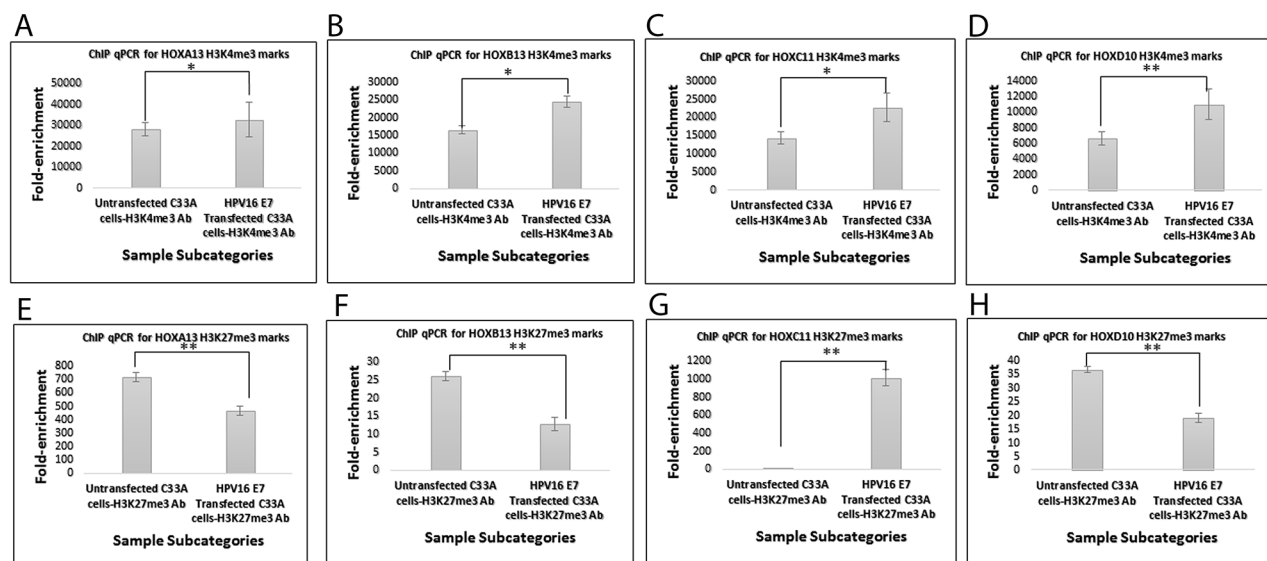 A
ChIP qPCR for HOXA13 H3K4me3 marks
*
Fold-enrichment
50000
40000
30000
20000
10000
0
Untransfected C33A
cells-H3K4me3 Ab
HPV16 E7
Transfected C33A
cells-H3K4me3 Ab
Sample Subcategories
B
ChIP qPCR for HOXB13 H3K4me3 marks
*
Fold-enrichment
30000
25000
20000
15000
10000
5000
0
Untransfected C33A
cells-H3K4me3 Ab
HPV16 E7
Transfected C33A
cells-H3K4me3 Ab
Sample Subcategories
C
ChIP qPCR for HOXC11 H3K4me3 marks
*
Fold-enrichment
30000
25000
20000
15000
10000
5000
0
Untransfected C33A
cells-H3K4me3 Ab
HPV16 E7
Transfected C33A
cells-H3K4me3 Ab
Sample Subcategories
D
ChIP qPCR for HOXD10 H3K4me3 marks
**
Fold-enrichment
14000
12000
10000
8000
6000
4000
2000
0
Untransfected C33A
cells-H3K4me3 Ab
HPV16 E7
Transfected C33A
cells-H3K4me3 Ab
Sample Subcategories
E
ChIP qPCR for HOXA13 H3K27me3 marks
**
Fold-enrichment
800
700
600
500
400
300
200
100
0
Untransfected C33A
cells-H3K27me3 Ab
HPV16 E7
Transfected C33A
cells-H3K27me3 Ab
Sample Subcategories
F
ChIP qPCR for HOXB13 H3K27me3 marks
**
Fold-enrichment
30
25
20
15
10
5
0
Untransfected C33A
cells-H3K27me3 Ab
HPV16 E7
Transfected C33A
cells-H3K27me3 Ab
Sample Subcategories
G
ChIP qPCR for HOXC11 H3K27me3 marks
**
Fold-enrichment
1200
1000
800
600
400
200
0
Untransfected C33A
cells-H3K27me3 Ab
HPV16 E7
Transfected C33A
cells-H3K27me3 Ab
Sample Subcategories
H
ChIP qPCR for HOXD10 H3K27me3 marks
**
Fold-enrichment
40
35
30
25
20
15
10
5
0
Untransfected C33A
cells-H3K27me3 Ab
HPV16 E7
Transfected C33A
cells-H3K27me3 Ab
Sample Subcategories